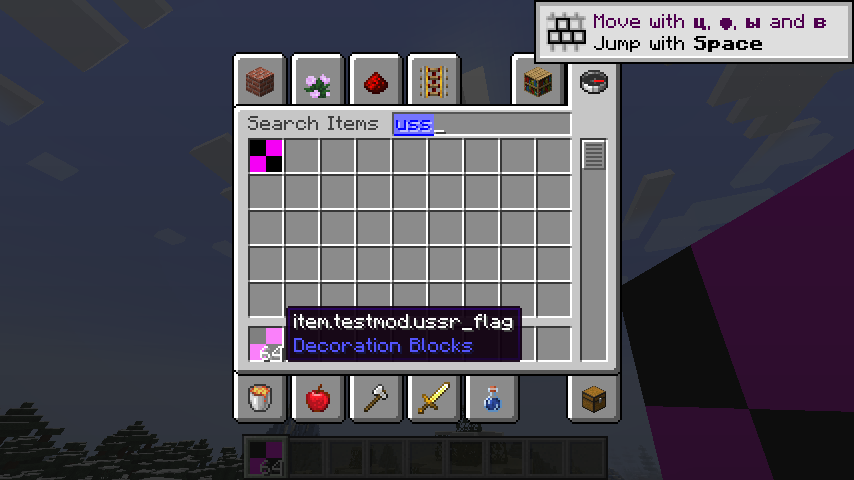 Move with ц, ф, ы and в
Jump with Space
Search Items uss_
item.testmod.ussr_flag
Decoration Blocks
64
64